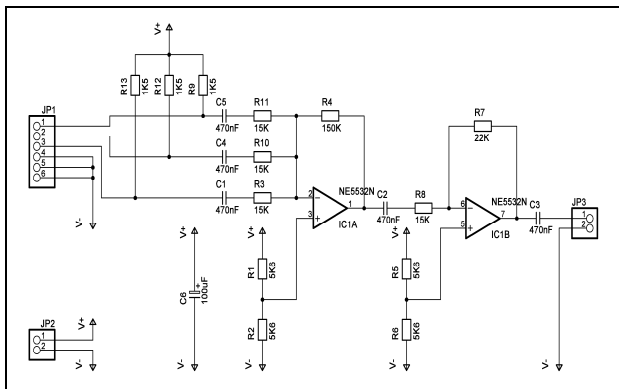 V+
R13
1K5
R12
1K5
R9
1K5
JP1
1
2
3
4
5
6
V-
C5
470nF
R11
15K
R4
150K
C4
470nF
R10
15K
C1
470nF
R3
15K
2
3
1
NE5532N
IC1A
C2
470nF
R8
15K
R7
22K
6
5
7
NE5532N
IC1B
C3
470nF
JP3
1
2
V+
C6
+
100uF
V-
V+
R1
5K6
R2
5K6
V-
V+
R5
5K6
R6
5K6
V-
V-
JP2
1
2
V+
V-